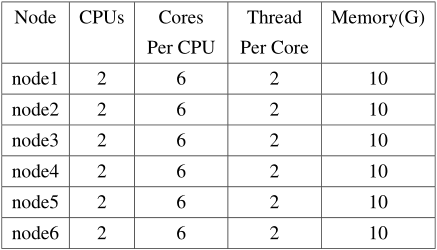 Node CPUs Cores Thread Memory(G)
Per CPU Per Core
node1 2 6 2 10
node2 2 6 2 10
node3 2 6 2 10
node4 2 6 2 10
node5 2 6 2 10
node6 2 6 2 10